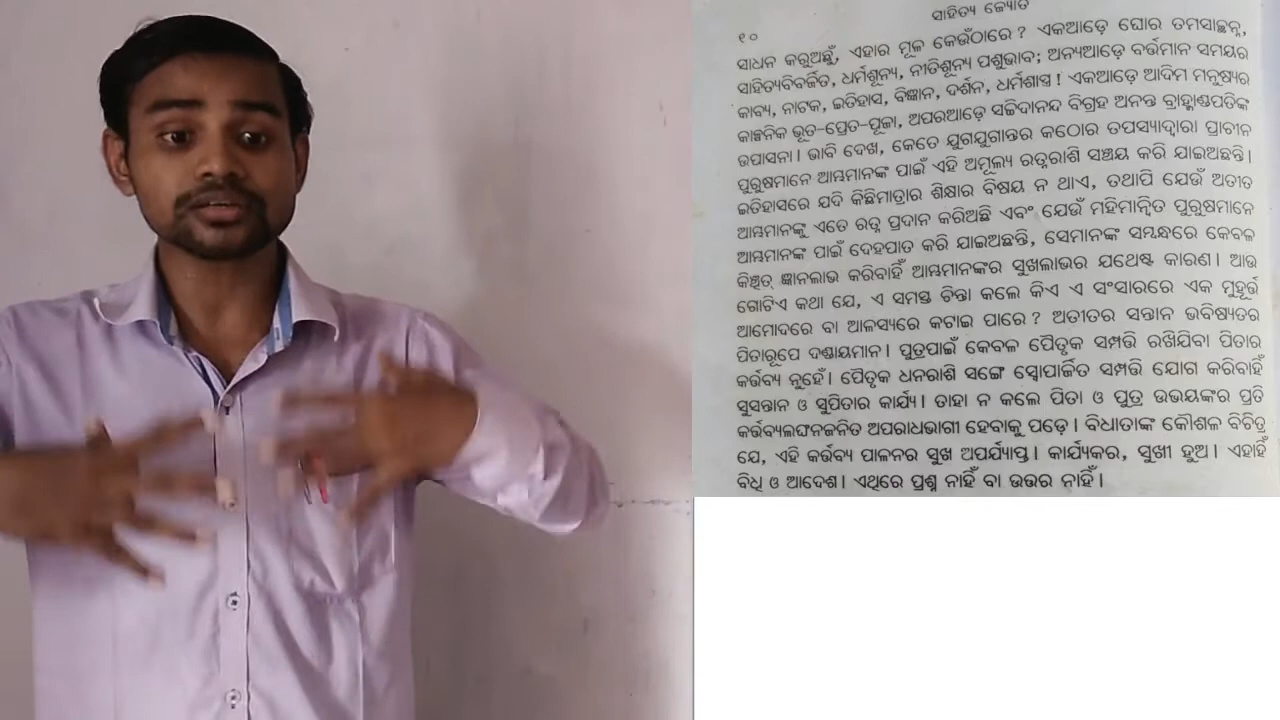 ସାହିତ୍ୟ ଜ୍ୟୋତି
୧୦
ସାଧନ କରୁଅଛୁଁ, ଏହାର ମୂଳ କେଉଁଠାରେ ? ଏକଆଡ଼େ ଘୋର ତମସାଚ୍ଛନ୍ନ,
ସାହିତ୍ୟବିବର୍ଜିତ, ଧର୍ମଶୂନ୍ୟ, ନୀତିଶୂନ୍ୟ ପଶୁଭାବ; ଅନ୍ୟଆଡ଼େ ବର୍ତ୍ତମାନ ସମୟର
କାବ୍ୟ, ନାଟକ, ଇତିହାସ, ବିଜ୍ଞାନ, ଦର୍ଶନ, ଧର୍ମଶାସ୍ତ୍ର ! ଏକଆଡ଼େ ଆଦିମ ମନୁଷ୍ୟର
କାଳ୍ପନିକ ଭୂତ-ପ୍ରେତ-ପୂଜା, ଅପରଆଡ଼େ ସଚ୍ଚିଦାନନ୍ଦ ବିଗ୍ରହ ଅନନ୍ତ ବ୍ରାହ୍ମାଣ୍ଡପତିଙ୍କ
ଉପାସନା । ଭାବି ଦେଖ, କେତେ ଯୁଗଯୁଗାନ୍ତର କଠୋର ତପସ୍ୟାଦ୍ୱାରା ପ୍ରାଚୀନ
ପୁରୁଷମାନେ ଆମ୍ଭମାନଙ୍କ ପାଇଁ ଏହି ଅମୂଲ୍ୟ ରତ୍ନରାଶି ସଞ୍ଚୟ କରି ଯାଇଅଛନ୍ତି ।
ଇତିହାସରେ ଯଦି କିଛିମାତ୍ର ଶିକ୍ଷାର ବିଷୟ ନ ଥାଏ, ତଥାପି ଯେଉଁ ଅତୀତ
ଆମ୍ଭମାନଙ୍କୁ ଏତେ ରତ୍ନ ପ୍ରଦାନ କରିଅଛି ଏବଂ ଯେଉଁ ମହିମାନ୍ୱିତ ପୁରୁଷମାନେ
ଆମ୍ଭମାନଙ୍କ ପାଇଁ ଦେହପାତ କରି ଯାଇଅଛନ୍ତି, ସେମାନଙ୍କ ସମ୍ବନ୍ଧରେ କେବଳ
କିଞ୍ଚିତ୍ ଜ୍ଞାନଲାଭ କରିବାହିଁ ଆମ୍ଭମାନଙ୍କର ସୁଖଲାଭର ଯଥେଷ୍ଟ କାରଣ । ଆଉ
ଗୋଟିଏ କଥା ଯେ, ଏ ସମସ୍ତ ଚିନ୍ତା କଲେ କିଏ ଏ ସଂସାରରେ ଏକ ମୁହୂର୍ତ୍ତ
ଆମୋଦରେ ବା ଆଳସ୍ୟରେ କଟାଇ ପାରେ ? ଅତୀତର ସନ୍ତାନ ଭବିଷ୍ୟତର
ପିତାରୂପେ ଦଣ୍ଡାୟମାନ । ପୁତ୍ରପାଇଁ କେବଳ ପୈତୃକ ସମ୍ପତ୍ତି ରଖିଯିବା ପିତାର
କର୍ତ୍ତବ୍ୟ ନୁହେଁ । ପୈତୃକ ଧନରାଶି ସଙ୍ଗେ ସ୍ୱୋପାର୍ଜିତ ସମ୍ପତ୍ତି ଯୋଗ କରିବାହିଁ
ସୁସନ୍ତାନ ଓ ସୁପିତାର କାର୍ଯ୍ୟ । ତାହା ନ କଲେ ପିତା ଓ ପୁତ୍ର ଉଭୟଙ୍କର ପ୍ରତି
କର୍ତ୍ତବ୍ୟଲଙ୍ଘନଜନିତ ଅପରାଧଭାଗୀ ହେବାକୁ ପଡ଼େ । ବିଧାତାଙ୍କ କୌଶଳ ବିଚିତ୍ର
ଯେ, ଏହି କର୍ତ୍ତବ୍ୟ ପାଳନର ସୁଖ ଅପର୍ଯ୍ୟାପ୍ତ । କାର୍ଯ୍ୟକର, ସୁଖୀ ହୁଅ । ଏହାହିଁ
ବିଧି ଓ ଆଦେଶ । ଏଥିରେ ପ୍ରଶ୍ନ ନାହିଁ ବା ଉତ୍ତର ନାହିଁ ।